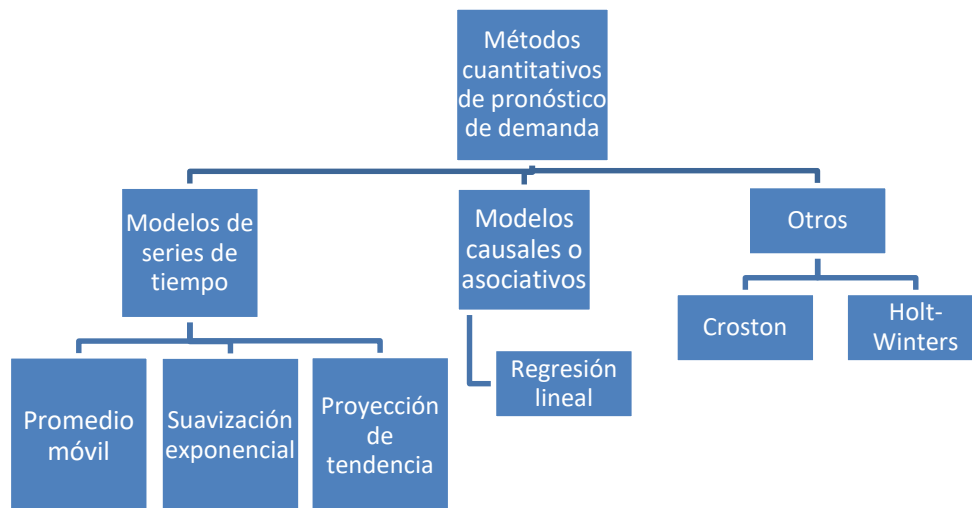 Métodos
cuantitativos
de pronóstico
de demanda
Modelos de
series de
tiempo
Modelos
causales o
asociativos
Otros
Promedio
móvil
Suavización
exponencial
Proyección
de
tendencia
Regresión
lineal
Croston
Holt-
Winters